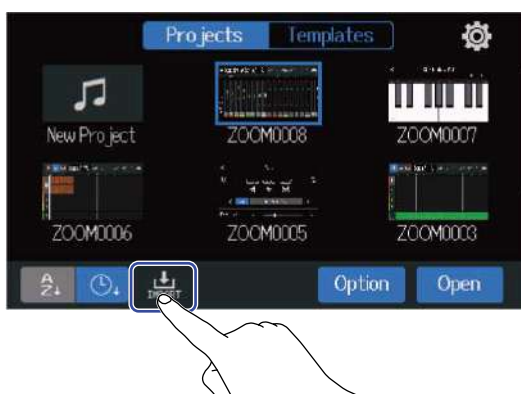 Projects Templates
New Project ZOOM0008 ZOOM0007
ZOOM0006 ZOOM0005 ZOOM0003
A Z Option Open